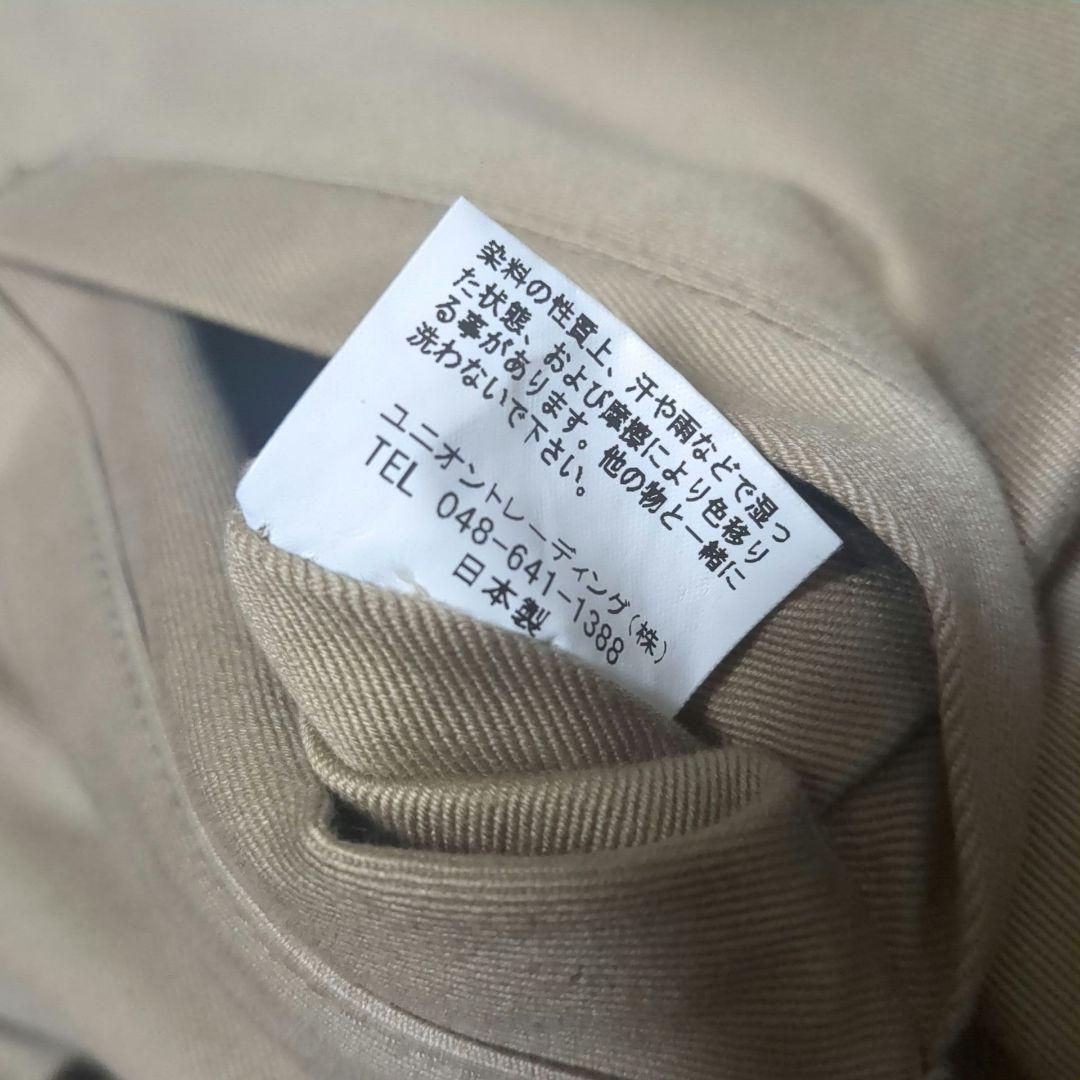 染料の性質上、汗や雨などで湿っ
た状態、および摩擦により色移り
る事があります。他の物と一緒に
洗わないで下さい。
ユニオントレーディング(株)
TEL 048-641-1388
日本製